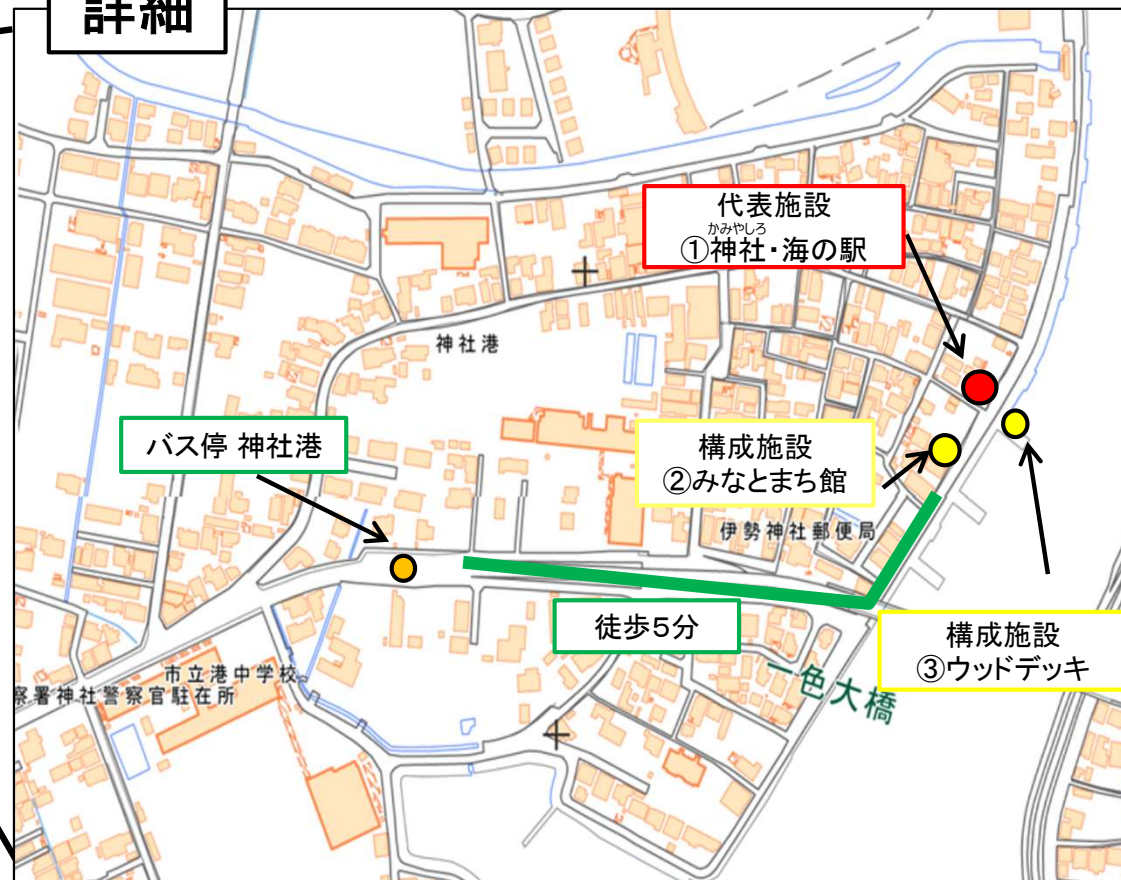 詳細
代表施設
かみやしろ
①神社・海の駅
神社港
バス停 神社港
構成施設
②みなとまち館
伊勢神社郵便局
徒歩5分
構成施設
③ウッドデッキ
市立港中学校
察署神社警察官駐在所
一色大橋